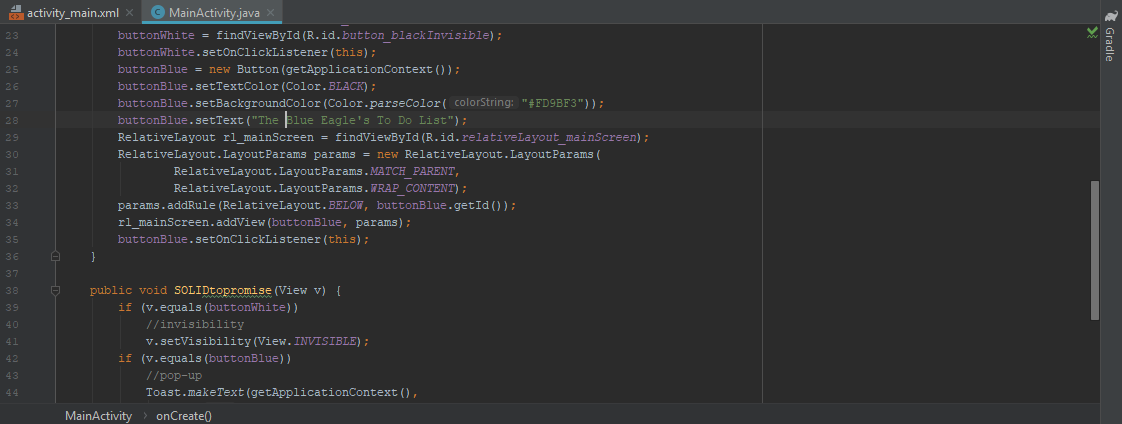 activity_main.xml MainActivity.java
23 buttonWhite = findViewById(R.id.button_blackInvisible);
24 buttonWhite.setOnClickListener(this);
25 buttonBlue = new Button(getApplicationContext());
26 buttonBlue.setTextColor(Color.BLACK);
27 buttonBlue.setBackgroundColor(Color.parseColor( colorString: "#FD9BF3"));
28 buttonBlue.setText("The Blue Eagle's To Do List");
29 RelativeLayout rl_mainScreen = findViewById(R.id.relativeLayout_mainScreen);
30 RelativeLayout.LayoutParams params = new RelativeLayout.LayoutParams(
31 RelativeLayout.LayoutParams.MATCH_PARENT,
32 RelativeLayout.LayoutParams.WRAP_CONTENT);
33 params.addRule(RelativeLayout.BELOW, buttonBlue.getId());
34 rl_mainScreen.addView(buttonBlue, params);
35 buttonBlue.setOnClickListener(this);
36 }
37
38 public void SOLIDtopromise(View v) {
39 if (v.equals(buttonWhite))
40 //invisibility
41 v.setVisibility(View.INVISIBLE);
42 if (v.equals(buttonBlue))
43 //pop-up
44 Toast.makeText(getApplicationContext(),
MainActivity › onCreate()
Gradle